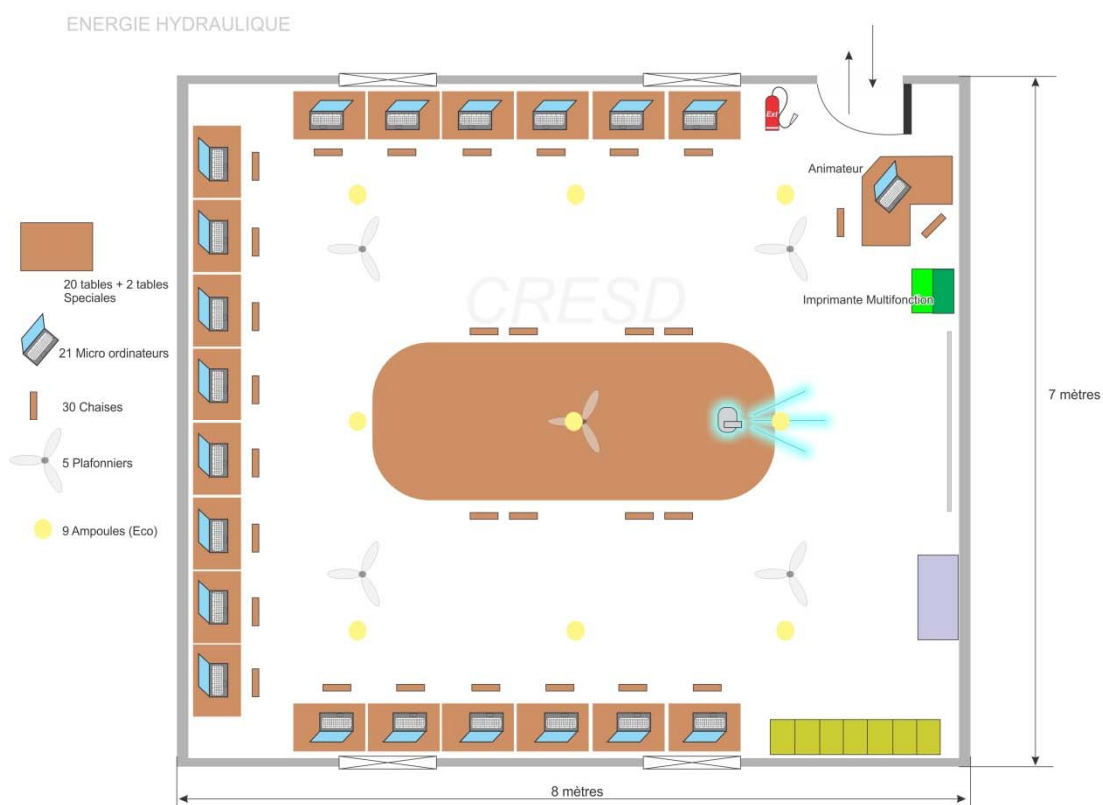 ENERGIE HYDRAULIQUE
Ext
Animateur
20 tables + 2 tables
Speciales
CRESD
Imprimante Multifonction
21 Micro ordinateurs
30 Chaises
7 mètres
5 Plafonniers
9 Ampoules (Eco)
8 mètres